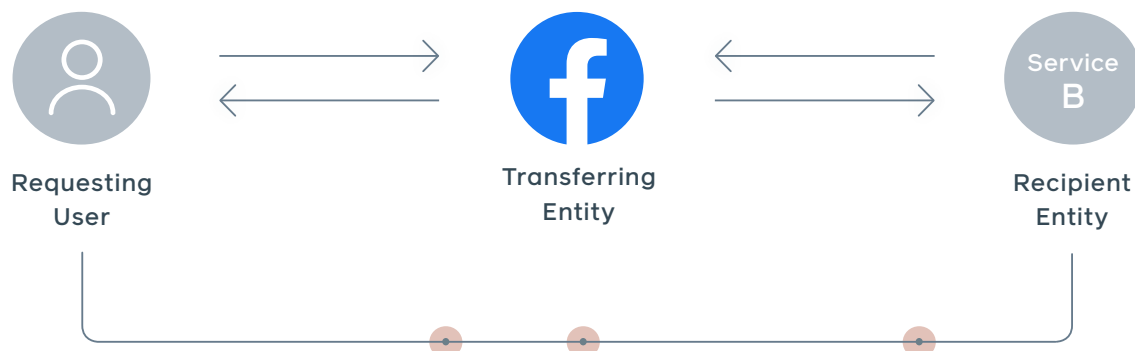 Service
B
Requesting
User
Transferring
Entity
Recipient
Entity